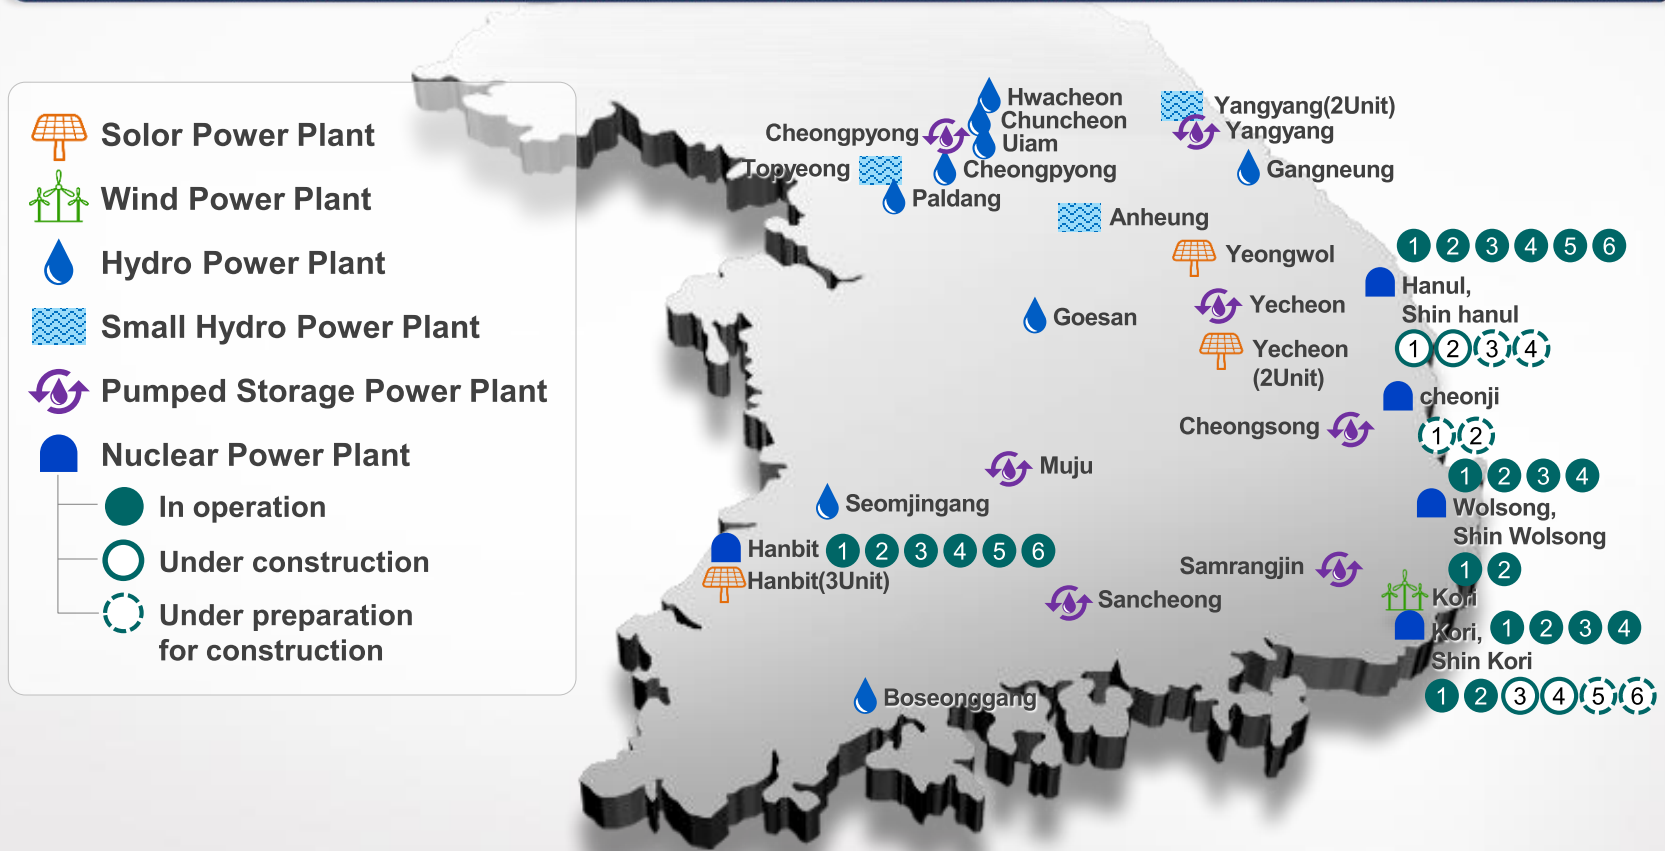 Solor Power Plant
Wind Power Plant
Hydro Power Plant
Small Hydro Power Plant
Pumped Storage Power Plant
Nuclear Power Plant
In operation
Under construction
Under preparation
for construction
Hwacheon
Chuncheon
Uiam
Cheongpyong
Cheongpyong
Topyeong
Paldang
Yangyang(2Unit)
Yangyang
Gangneung
Anheung
Yeongwol
Yecheon
Yecheon
(2Unit)
Goesan
1 2 3 4 5 6
Hanul,
Shin hanul
1 2 3 4
cheonji
1 2
Cheongsong
Muju
1 2 3 4
Wolsong,
Shin Wolsong
1 2
Seomjingang
Hanbit 1 2 3 4 5 6
Hanbit(3Unit)
Samrangjin
Sancheong
Kori
Kori, 1 2 3 4
Shin Kori
1 2 3 4 5 6
Boseonggang